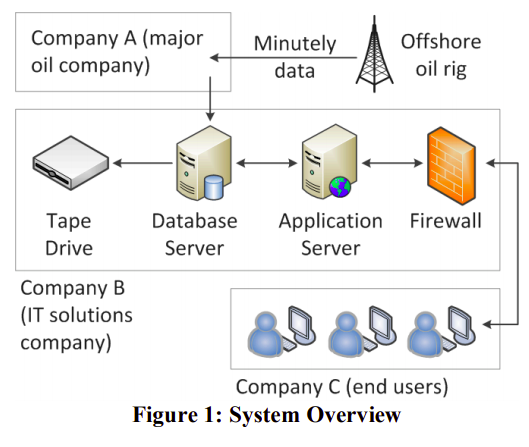 Company A (major
oil company)
Minutely
data
Offshore
oil rig
Tape
Drive
Database
Server
Application
Server
Firewall
Company B
(IT solutions
company)
Company C (end users)
Figure 1: System Overview